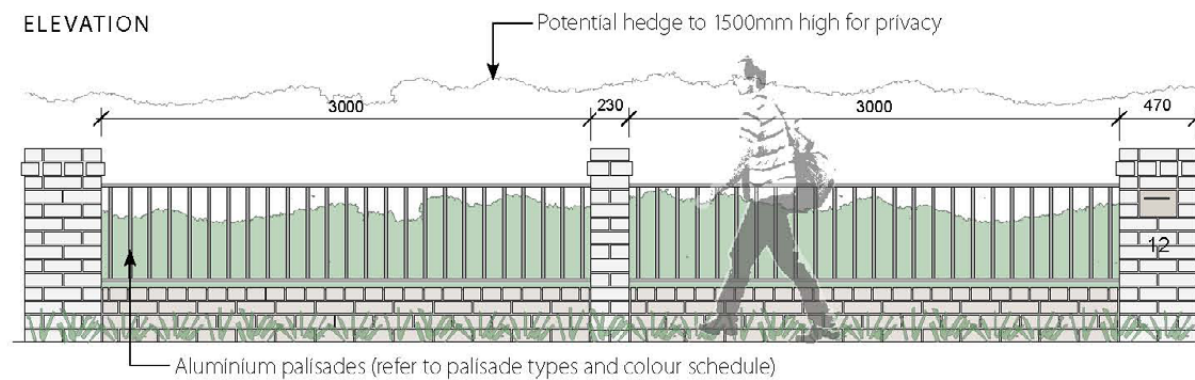 ELEVATION
Potential hedge to 1500mm high for privacy
3000
230
3000
470
12
Aluminium palisades (refer to palisade types and colour schedule)